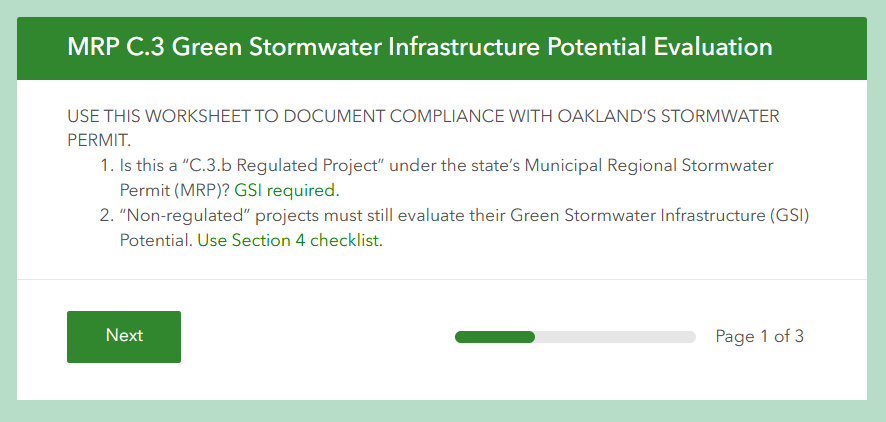 MRP C.3 Green Stormwater Infrastructure Potential Evaluation
USE THIS WORKSHEET TO DOCUMENT COMPLIANCE WITH OAKLAND’S STORMWATER
PERMIT.
1. Is this a “C.3.b Regulated Project” under the state’s Municipal Regional Stormwater
Permit (MRP)? GSI required.
2. “Non-regulated” projects must still evaluate their Green Stormwater Infrastructure (GSI)
Potential. Use Section 4 checklist.
Next
Page 1 of 3